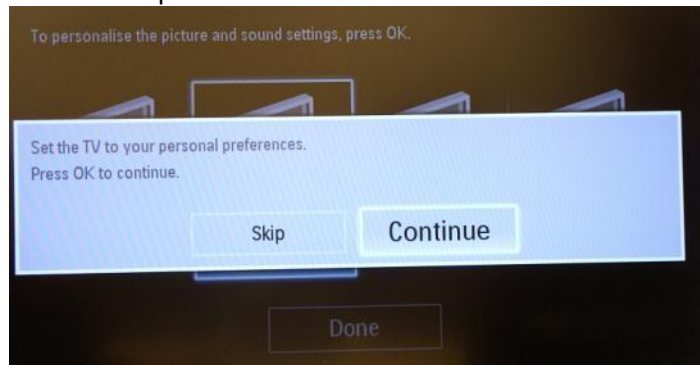 To personalise the picture and sound settings, press OK.
Set the TV to your personal preferences.
Press OK to continue.
Skip
Continue
Done